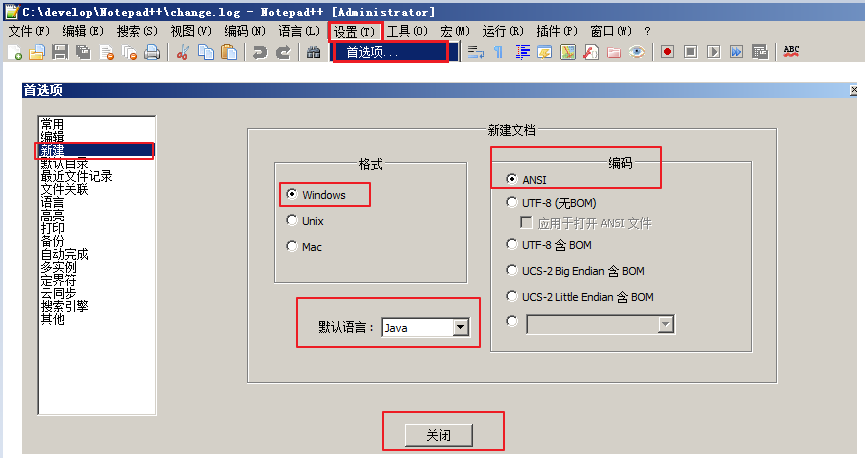 C:\develop\Notepad++\change.log - Notepad++ [Administrator]
文件(F) 编辑(E) 搜索(S) 视图(V) 编码(N) 语言(L) 设置(T) 工具(O) 宏(M) 运行(R) 插件(P) 窗口(W) ?
首选项...
ABC
首选项
常用
编辑
新建
默认目录
最近文件记录
文件关联
语言
高亮
打印
备份
自动完成
多实例
定界符
云同步
搜索引擎
其他
新建文档
格式
Windows
Unix
Mac
默认语言： Java
编码
ANSI
UTF-8 (无BOM)
应用于打开 ANSI 文件
UTF-8 含 BOM
UCS-2 Big Endian 含 BOM
UCS-2 Little Endian 含 BOM
关闭